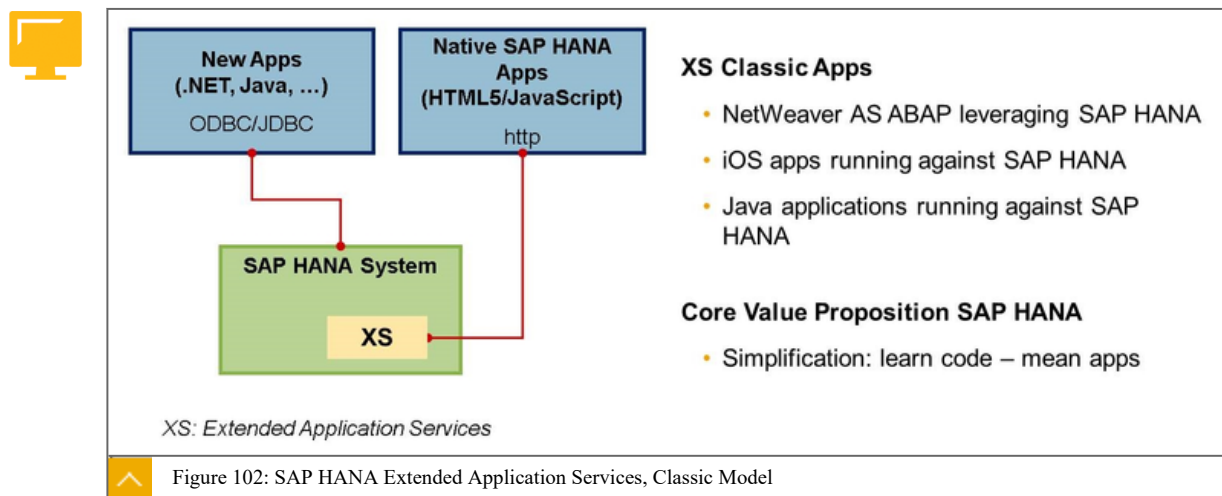 New Apps
(.NET, Java, ...)
ODBC/JDBC
Native SAP HANA
Apps
(HTML5/JavaScript)
http
SAP HANA System
XS
XS: Extended Application Services
XS Classic Apps
• NetWeaver AS ABAP leveraging SAP HANA
• iOS apps running against SAP HANA
• Java applications running against SAP
HANA
Core Value Proposition SAP HANA
• Simplification: learn code – mean apps
Figure 102: SAP HANA Extended Application Services, Classic Model